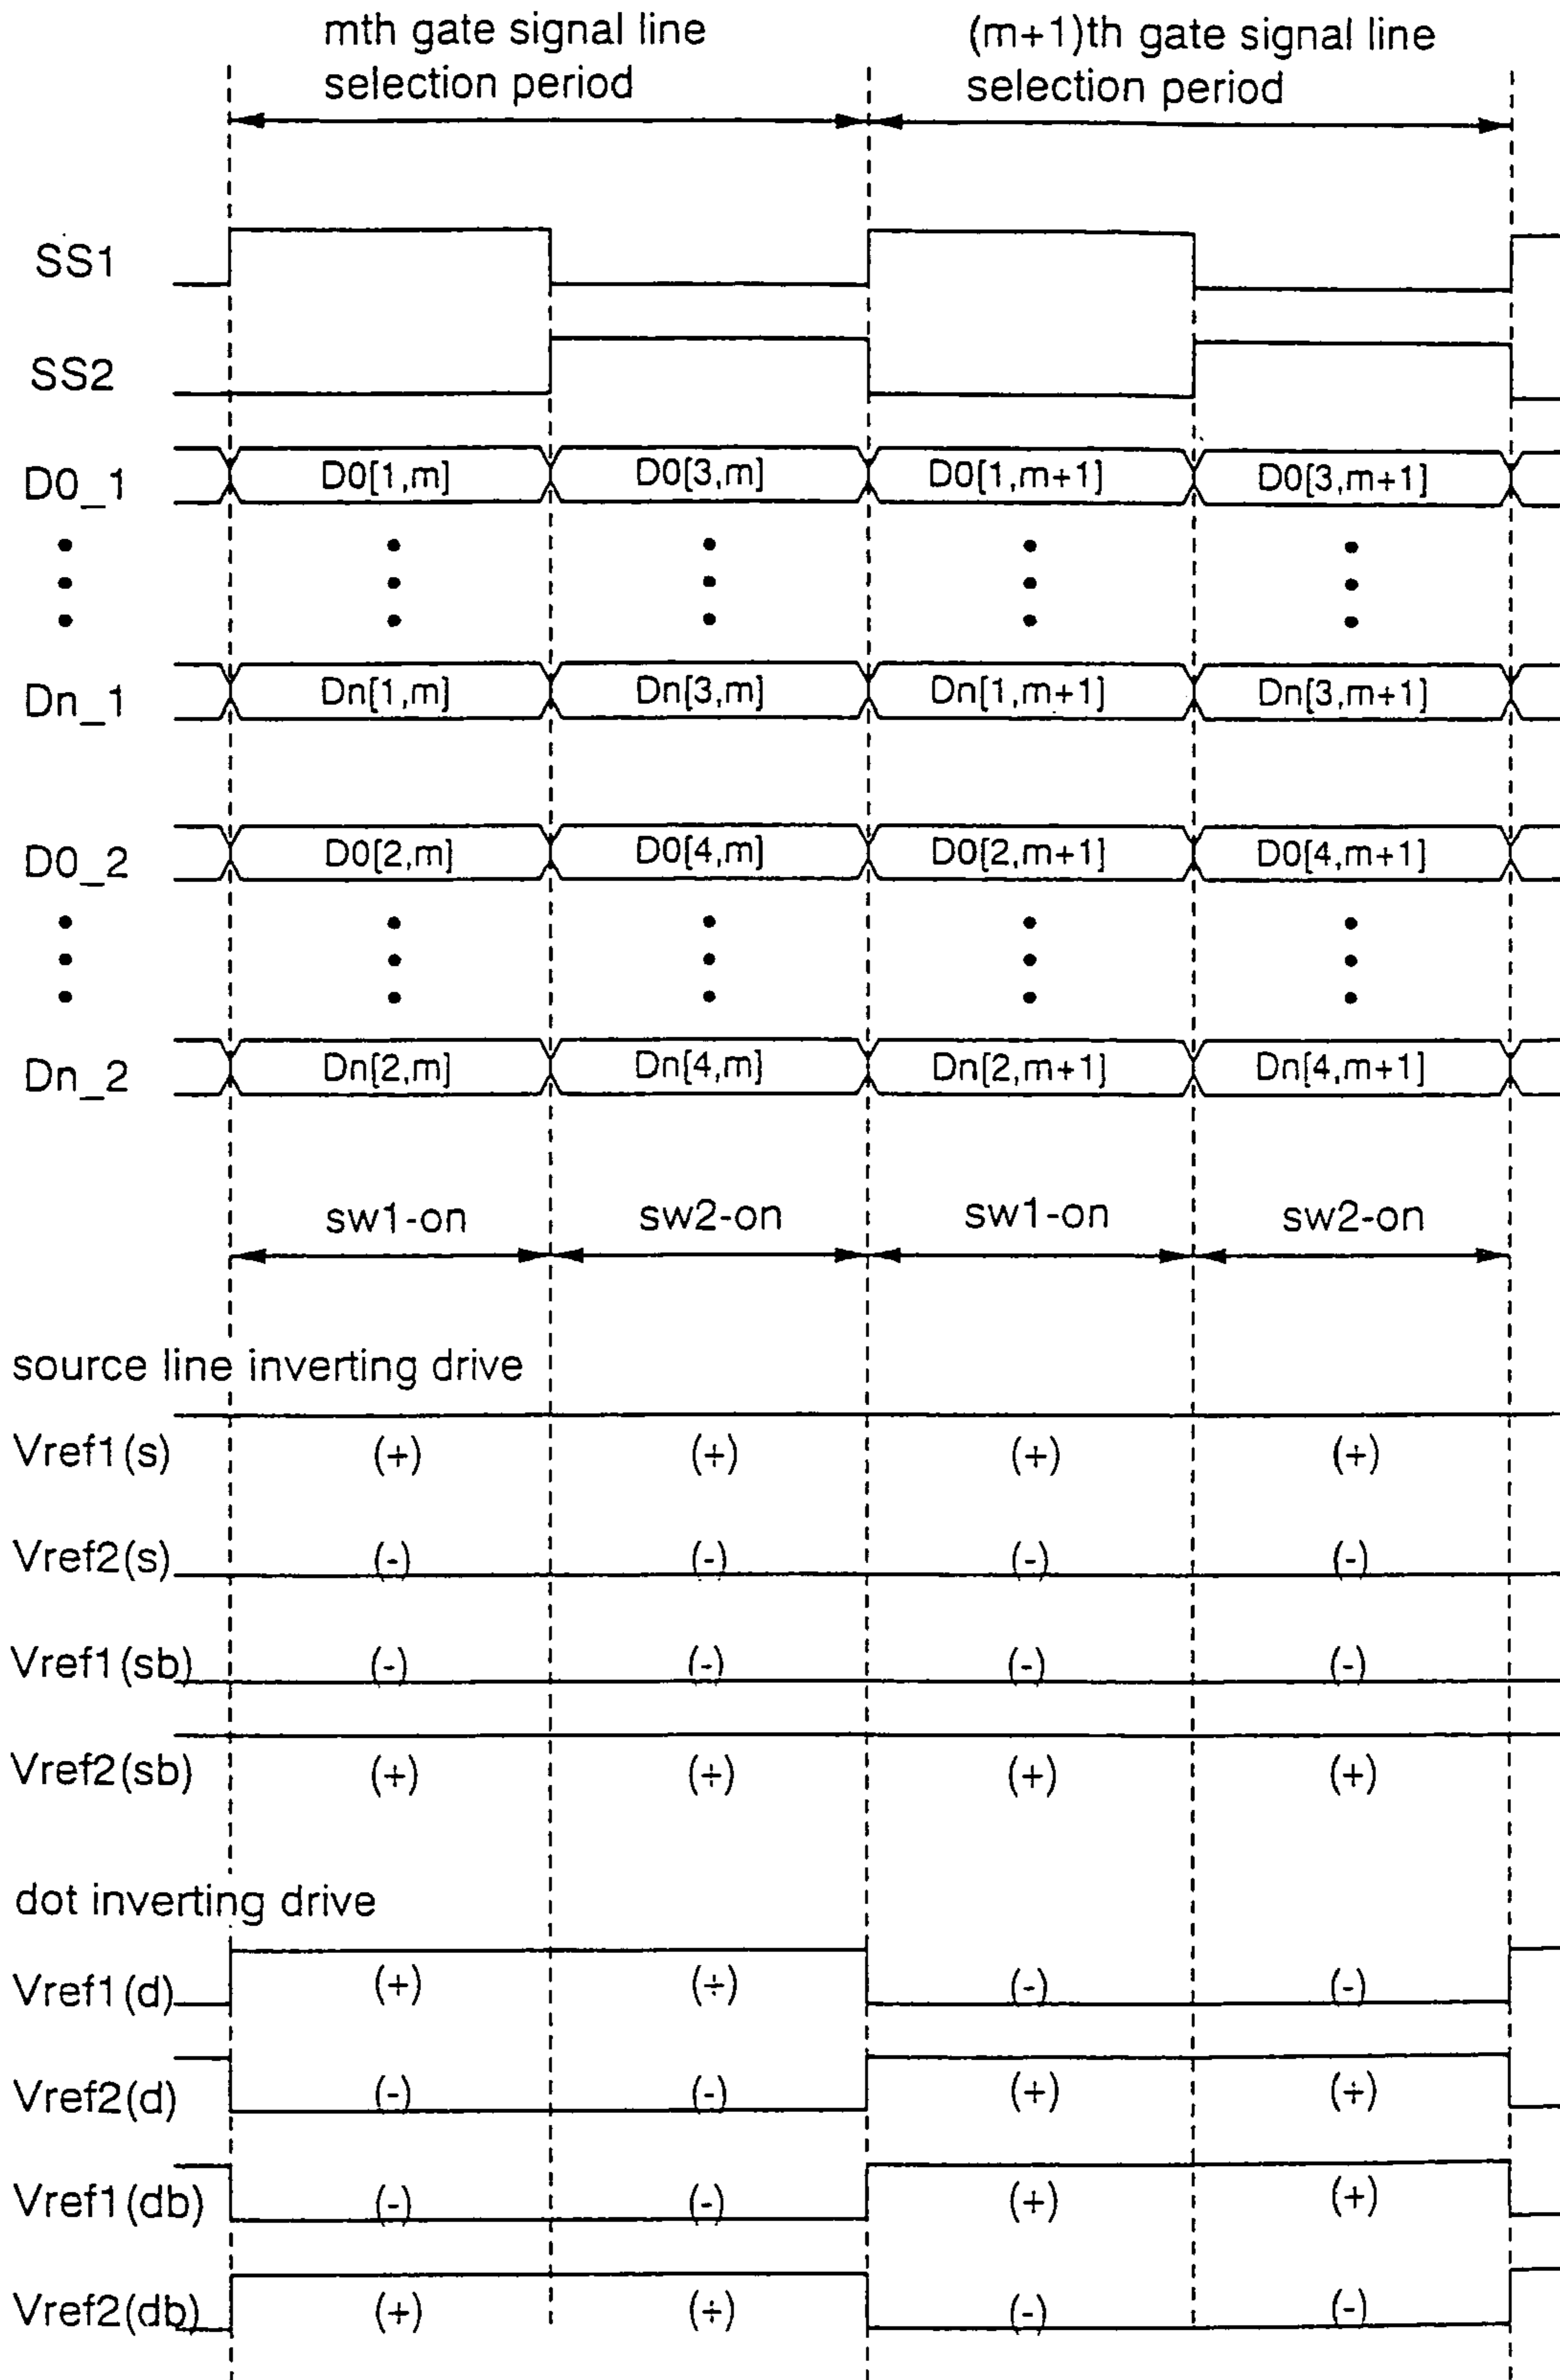 mth gate signal line
selection period
(m+1)th gate signal line
selection period
SS1
SS2
D0_1 D0[1,m] D0[3,m] D0[1,m+1] D0[3,m+1]
Dn_1 Dn[1,m] Dn[3,m] Dn[1,m+1] Dn[3,m+1]
D0_2 D0[2,m] D0[4,m] D0[2,m+1] D0[4,m+1]
Dn_2 Dn[2,m] Dn[4,m] Dn[2,m+1] Dn[4,m+1]
sw1-on sw2-on sw1-on sw2-on
source line inverting drive
Vref1(s) (+) (+) (+) (+)
Vref2(s) (-) (-) (-) (-)
Vref1(sb) (-) (-) (-) (-)
Vref2(sb) (+) (+) (+) (+)
dot inverting drive
Vref1(d) (+) (+) (-) (-)
Vref2(d) (-) (-) (+) (+)
Vref1(db) (-) (-) (+) (+)
Vref2(db) (+) (+) (-) (-)